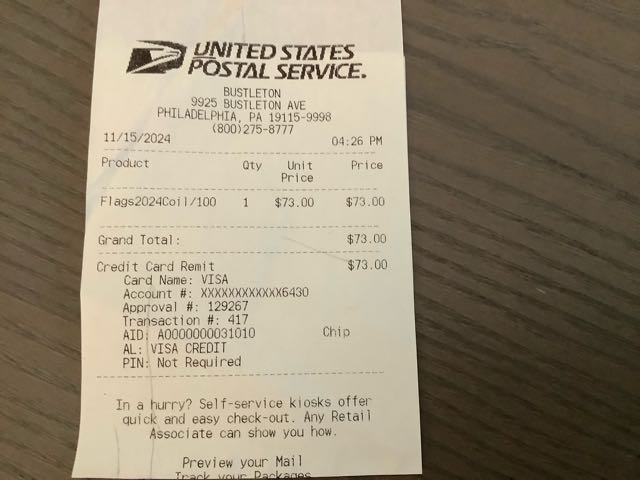 UNITED STATES
POSTAL SERVICE.
BUSTLETON
9925 BUSTLETON AVE
PHILADELPHIA, PA 19115-9998
(800)275-8777
11/15/2024 04:26 PM
Product Qty Unit Price
Price
Flags2024Coil/100 1 $73.00 $73.00
Grand Total: $73.00
Credit Card Remit $73.00
Card Name: VISA
Account #: XXXXXXXXXXXX6430
Approval #: 129267
Transaction #: 417
AID: A0000000031010 Chip
AL: VISA CREDIT
PIN: Not Required
In a hurry? Self-service kiosks offer
quick and easy check-out. Any Retail
Associate can show you how.
Preview your Mail
Track your Packages